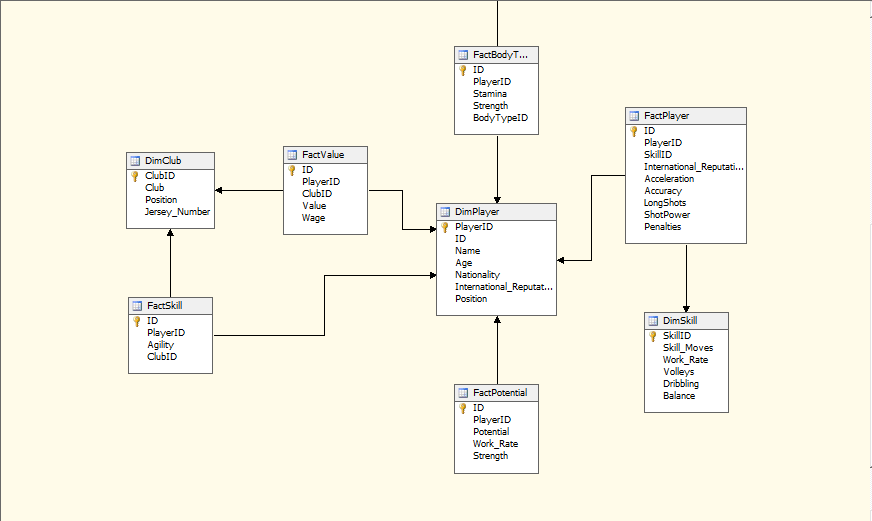 FactBodyT...
ID
PlayerID
Stamina
Strength
BodyTypeID
FactPlayer
ID
PlayerID
SkillID
International_Reputati...
Acceleration
Accuracy
LongShots
ShotPower
Penalties
FactValue
ID
PlayerID
ClubID
Value
Wage
DimClub
ClubID
Club
Position
Jersey_Number
DimPlayer
PlayerID
ID
Name
Age
Nationality
International_Reputat...
Position
FactSkill
ID
PlayerID
Agility
ClubID
DimSkill
SkillID
Skill_Moves
Work_Rate
Volleys
Dribbling
Balance
FactPotential
ID
PlayerID
Potential
Work_Rate
Strength